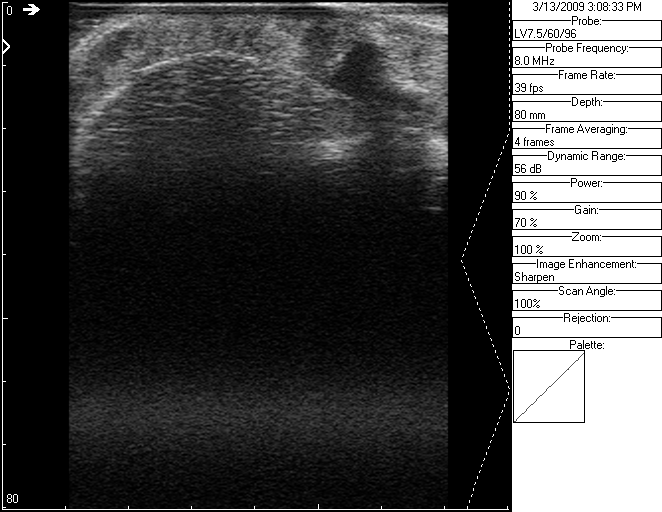 0
80
3/13/2009 3:08:33 PM
Probe:
LV7.5/60/96
Probe Frequency:
8.0 MHz
Frame Rate:
39 fps
Depth:
80 mm
Frame Averaging:
4 frames
Dynamic Range:
56 dB
Power:
90 %
Gain:
70 %
Zoom:
100 %
Image Enhancement:
Sharpen
Scan Angle:
100%
Rejection:
0
Palette: